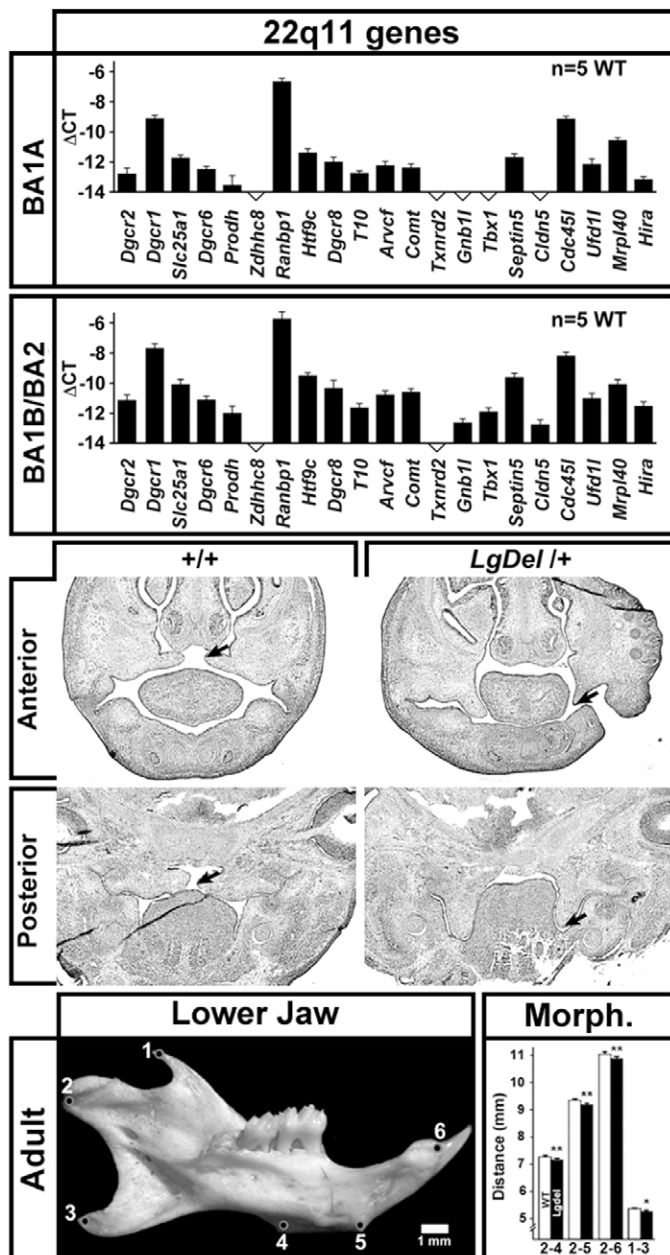 22q11 genes
BA1A
ΔCT
-6
-8
-10
-12
-14
n=5 WT
Dgcr2 Dgcr1 Slc25a1 Dgcr6 Prodh Zdhhc8 Ranbp1 Htf9c Dgcr8 T10 Arvcf Comt Txnrd2 Gnb1l Tbx1 Septin5 Cldn5 Cdc45l Ufd1l Mrpl40 Hira
BA1B/BA2
ΔCT
-6
-8
-10
-12
-14
n=5 WT
Dgcr2 Dgcr1 Slc25a1 Dgcr6 Prodh Zdhhc8 Ranbp1 Htf9c Dgcr8 T10 Arvcf Comt Txnrd2 Gnb1l Tbx1 Septin5 Cldn5 Cdc45l Ufd1l Mrpl40 Hira
+/+ LgDel /+
Anterior
Posterior
Lower Jaw
Adult
1
2
3
4
5
6
1 mm
Morph.
Distance (mm)
11
9
7
5
WT
Lgdel
**
**
**
*
2-4 2-5 2-6 1-3